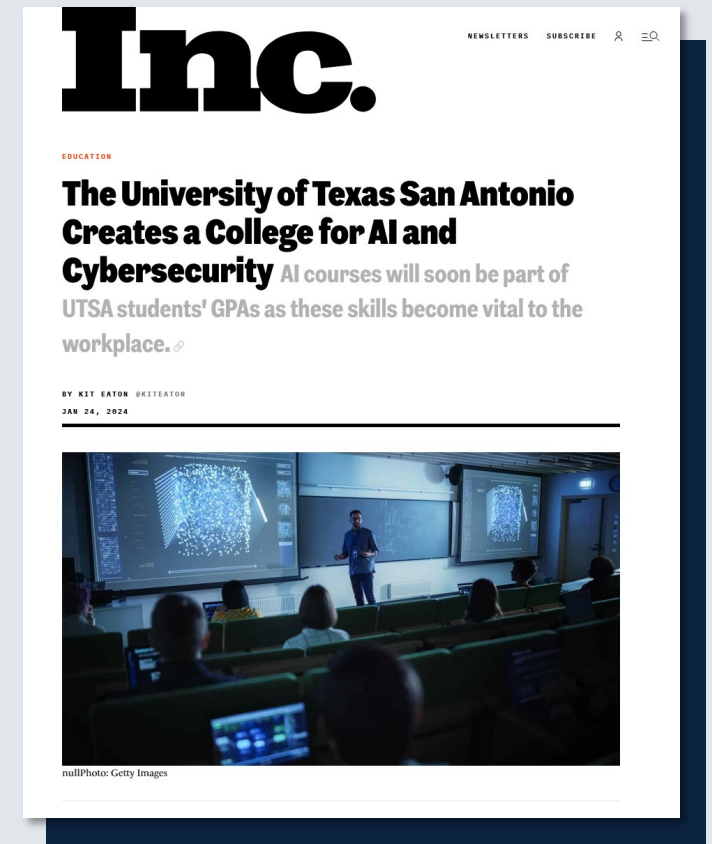 Inc.
NEWSLETTERS SUBSCRIBE
EDUCATION
The University of Texas San Antonio
Creates a College for AI and
Cybersecurity AI courses will soon be part of
UTSA students' GPAs as these skills become vital to the
workplace.
BY KIT EATON @KITEATON
JAN 24, 2024
nullPhoto: Getty Images